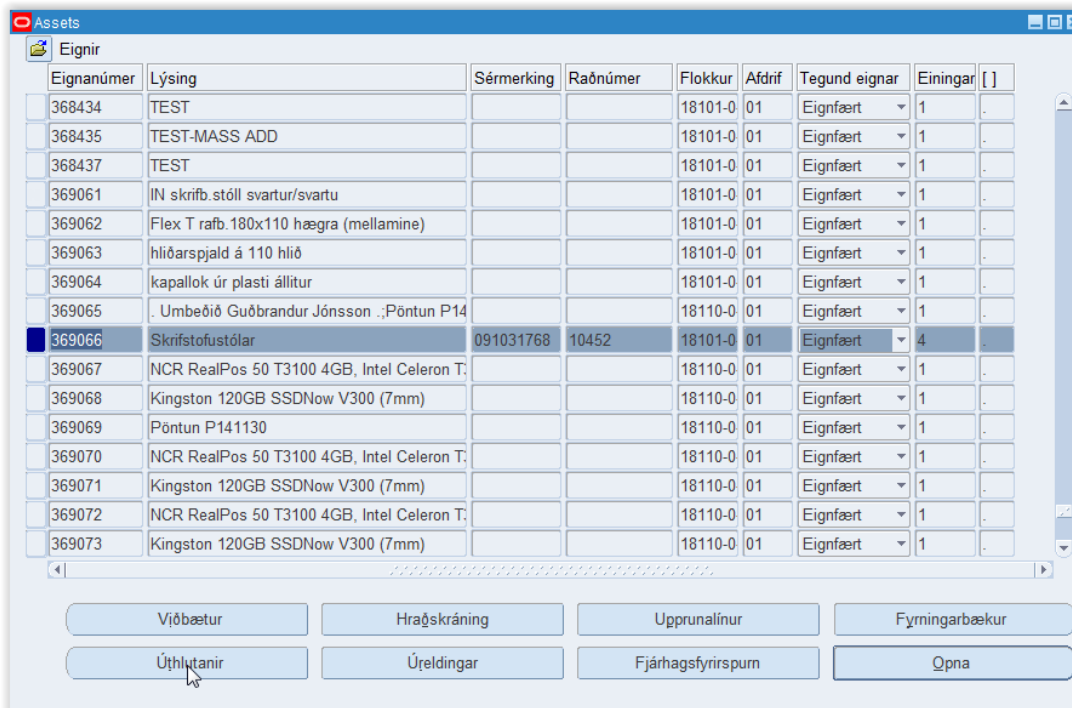 Assets
Eignir
Eignanúmer Lýsing Sérmerking Raðnúmer Flokkur Afdrif Tegund eignar Einingar [ ]
368434 TEST 18101-0 01 Eignfært 1 .
368435 TEST-MASS ADD 18101-0 01 Eignfært 1 .
368437 TEST 18101-0 01 Eignfært 1 .
369061 IN skrifb.stóll svartur/svartu 18101-0 01 Eignfært 1 .
369062 Flex T rafb.180x110 hægra (mellamine) 18101-0 01 Eignfært 1 .
369063 hliðarspjald á 110 hlið 18101-0 01 Eignfært 1 .
369064 kapallok úr plasti állitur 18101-0 01 Eignfært 1 .
369065 . Umbeðið Guðbrandur Jónsson .;Pöntun P14 18110-0 01 Eignfært 1 .
369066 Skrifstofustólar 091031768 10452 18101-0 01 Eignfært 4 .
369067 NCR RealPos 50 T3100 4GB, Intel Celeron T 18110-0 01 Eignfært 1 .
369068 Kingston 120GB SSDNow V300 (7mm) 18110-0 01 Eignfært 1 .
369069 Pöntun P141130 18110-0 01 Eignfært 1 .
369070 NCR RealPos 50 T3100 4GB, Intel Celeron T 18110-0 01 Eignfært 1 .
369071 Kingston 120GB SSDNow V300 (7mm) 18110-0 01 Eignfært 1 .
369072 NCR RealPos 50 T3100 4GB, Intel Celeron T 18110-0 01 Eignfært 1 .
369073 Kingston 120GB SSDNow V300 (7mm) 18110-0 01 Eignfært 1 .
Viðbætur Hraðskráning Upprunalínur Fyrningarbækur
Úthlutanir Úreldingar Fjárhagsfyrirspurn Opna